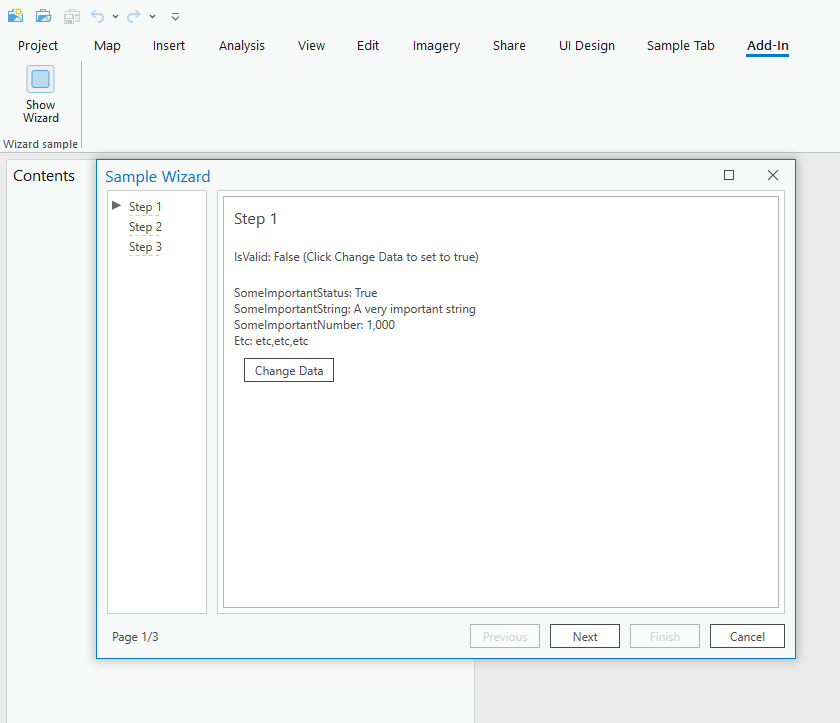 Project Map Insert Analysis View Edit Imagery Share UI Design Sample Tab Add-In
Show
Wizard
Wizard sample
Contents
Sample Wizard
Step 1
Step 2
Step 3
Step 1
IsValid: False (Click Change Data to set to true)
SomeImportantStatus: True
SomeImportantString: A very important string
SomeImportantNumber: 1,000
Etc: etc,etc,etc
Change Data
Page 1/3
Previous Next Finish Cancel